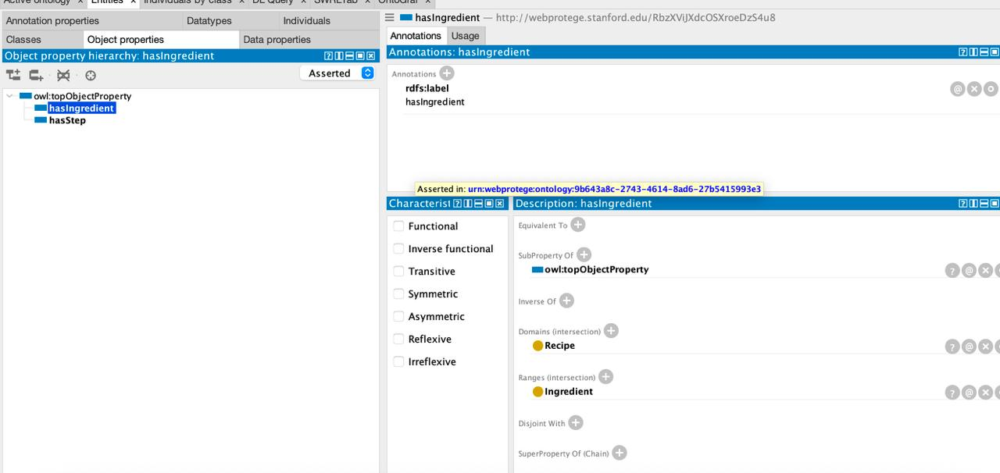 Active ontology × Entities × Individuals by class × DL Query × SWRLTab × OntoGraf ×
Annotation properties Datatypes Individuals
Classes Object properties Data properties
Object property hierarchy: hasIngredient
Asserted
owl:topObjectProperty
hasIngredient
hasStep
hasIngredient — http://webprotege.stanford.edu/RbzXViJXdcOSXroeDzS4u8
Annotations Usage
Annotations: hasIngredient
Annotations
rdfs:label
hasIngredient
Asserted in: urn:webprotege:ontology:9b643a8c-2743-4614-8ad6-27b5415993e3
Characterist
Functional
Inverse functional
Transitive
Symmetric
Asymmetric
Reflexive
Irreflexive
Description: hasIngredient
Equivalent To
SubProperty Of
owl:topObjectProperty
Inverse Of
Domains (intersection)
Recipe
Ranges (intersection)
Ingredient
Disjoint With
SuperProperty Of (Chain)